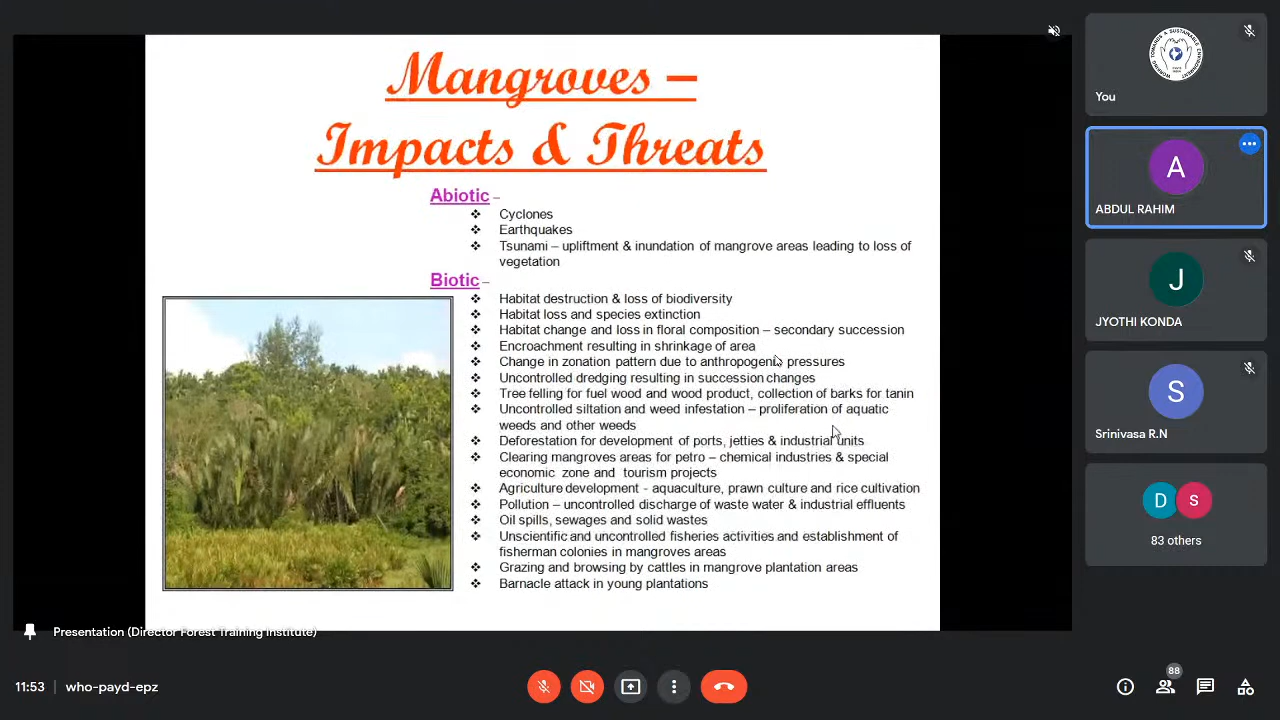 Mangroves –
Impacts & Threats
Abiotic –
❖ Cyclones
❖ Earthquakes
❖ Tsunami – upliftment & inundation of mangrove areas leading to loss of
vegetation
Biotic –
❖ Habitat destruction & loss of biodiversity
❖ Habitat loss and species extinction
❖ Habitat change and loss in floral composition – secondary succession
❖ Encroachment resulting in shrinkage of area
❖ Change in zonation pattern due to anthropogenic pressures
❖ Uncontrolled dredging resulting in succession changes
❖ Tree felling for fuel wood and wood product, collection of barks for tanin
❖ Uncontrolled siltation and weed infestation – proliferation of aquatic
weeds and other weeds
❖ Deforestation for development of ports, jetties & industrial units
❖ Clearing mangroves areas for petro – chemical industries & special
economic zone and tourism projects
❖ Agriculture development - aquaculture, prawn culture and rice cultivation
❖ Pollution – uncontrolled discharge of waste water & industrial effluents
❖ Oil spills, sewages and solid wastes
❖ Unscientific and uncontrolled fisheries activities and establishment of
fisherman colonies in mangroves areas
❖ Grazing and browsing by cattles in mangrove plantation areas
❖ Barnacle attack in young plantations
Presentation (Director Forest Training Institute)
You
A
ABDUL RAHIM
J
JYOTHI KONDA
S
Srinivasa R.N
D s
83 others
11:53 | who-payd-epz
88